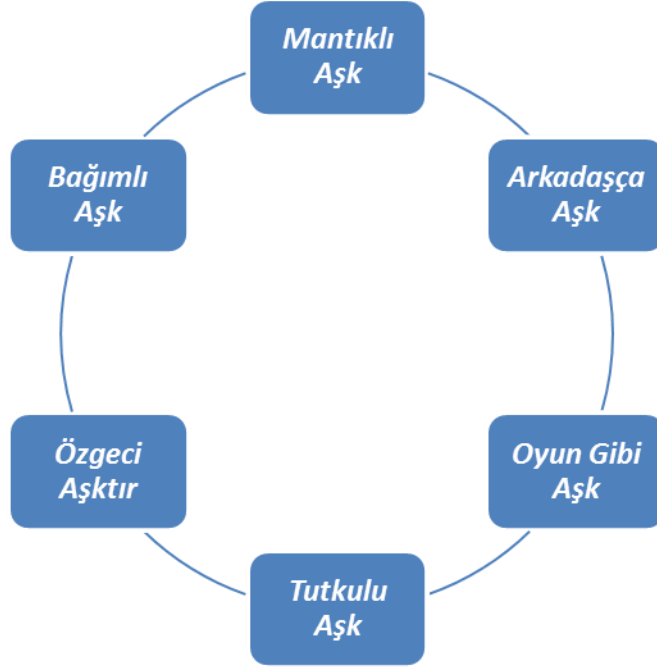 Mantıklı
Aşk
Arkadaşça
Aşk
Oyun Gibi
Aşk
Tutkulu
Aşk
Özgeci
Aşktır
Bağımlı
Aşk